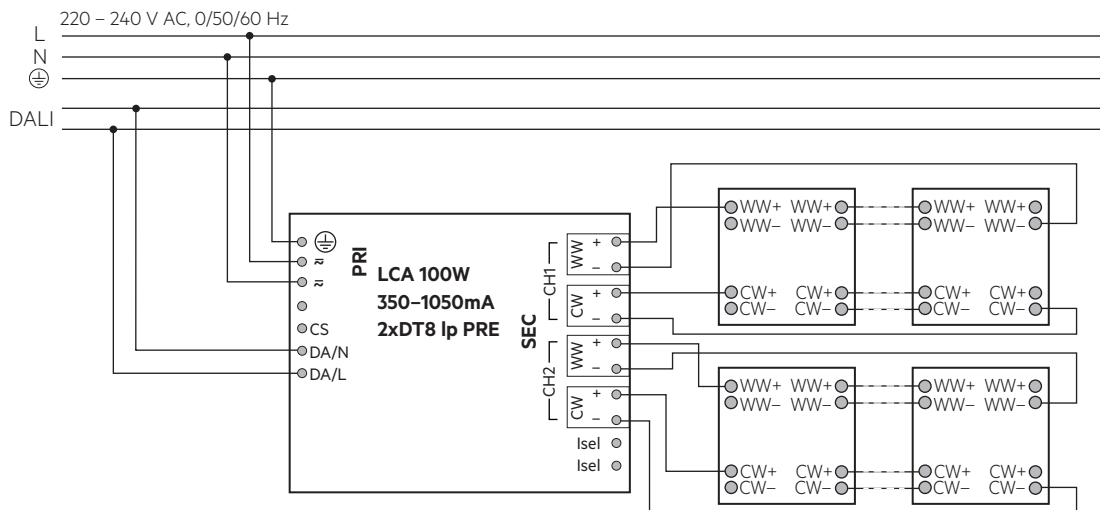 220 – 240 V AC, 0/50/60 Hz
L
N
DALI
PRI
≂
≂
CS
DA/N
DA/L
LCA 100W
350–1050mA
2xDT8 lp PRE
SEC
CH1
WW + –
CW + –
CH2
WW + –
CW + –
Isel
Isel
WW+ WW+ WW+ WW+
WW– WW– WW– WW–
CW+ CW+ CW+ CW+
CW– CW– CW– CW–
WW+ WW+ WW+ WW+
WW– WW– WW– WW–
CW+ CW+ CW+ CW+
CW– CW– CW– CW–